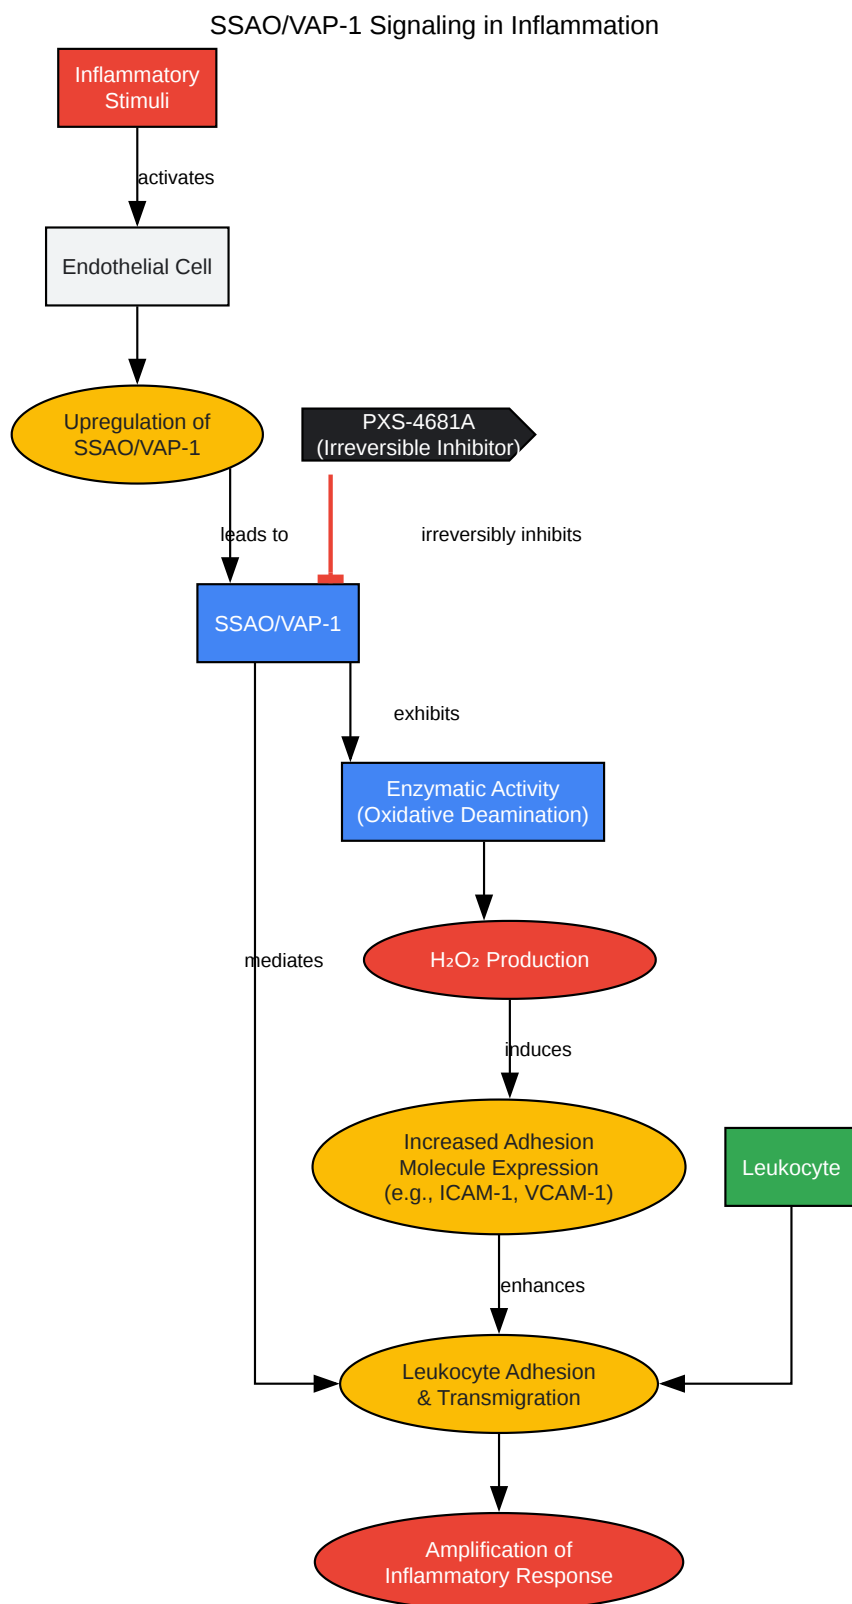 SSAO/VAP-1 Signaling in Inflammation
Inflammatory
Stimuli
activates
Endothelial Cell
Upregulation of
SSAO/VAP-1
PXS-4681A
(Irreversible Inhibitor)
leads to
irreversibly inhibits
SSAO/VAP-1
exhibits
Enzymatic Activity
(Oxidative Deamination)
mediates
H₂O₂ Production
induces
Increased Adhesion
Molecule Expression
(e.g., ICAM-1, VCAM-1)
Leukocyte
enhances
Leukocyte Adhesion
& Transmigration
Amplification of
Inflammatory Response